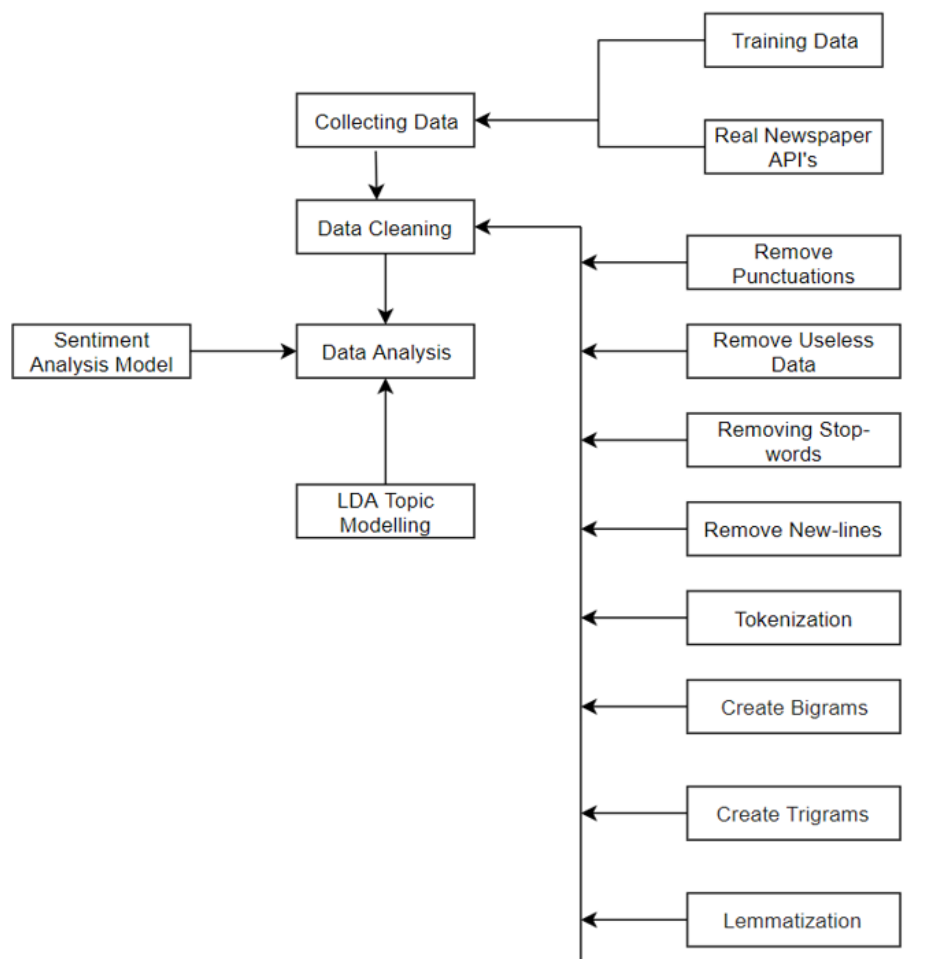 Training Data
Collecting Data
Real Newspaper
API's
Data Cleaning
Remove
Punctuations
Sentiment
Analysis Model
Data Analysis
Remove Useless
Data
Removing Stop-
words
LDA Topic
Modelling
Remove New-lines
Tokenization
Create Bigrams
Create Trigrams
Lemmatization